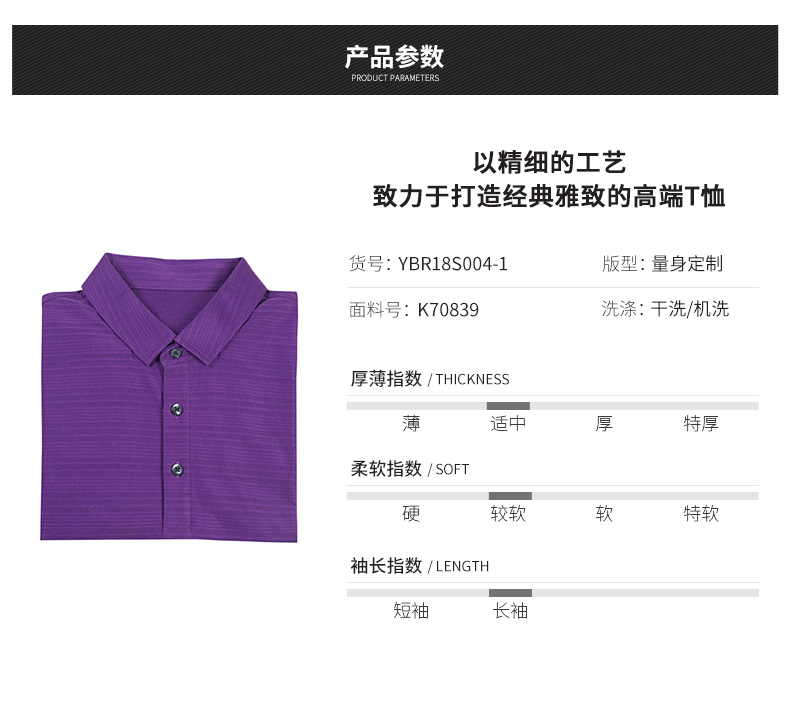 产品参数
PRODUCT PARAMETERS
以精细的工艺
致力于打造经典雅致的高端T恤
货号：YBR18S004-1 版型：量身定制
面料号：K70839 洗涤：干洗/机洗
厚薄指数 / THICKNESS
薄 适中 厚 特厚
柔软指数 / SOFT
硬 较软 软 特软
袖长指数 / LENGTH
短袖 长袖